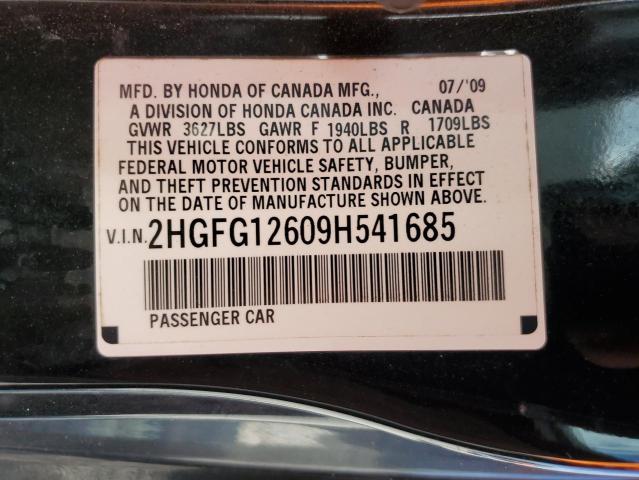 MFD. BY HONDA OF CANADA MFG., 07/'09
A DIVISION OF HONDA CANADA INC. CANADA
GVWR 3627LBS GAWR F 1940LBS R 1709LBS
THIS VEHICLE CONFORMS TO ALL APPLICABLE
FEDERAL MOTOR VEHICLE SAFETY, BUMPER,
AND THEFT PREVENTION STANDARDS IN EFFECT
ON THE DATE OF MANUFACTURE SHOWN ABOVE.
V.I.N. 2HGFG12609H541685
PASSENGER CAR